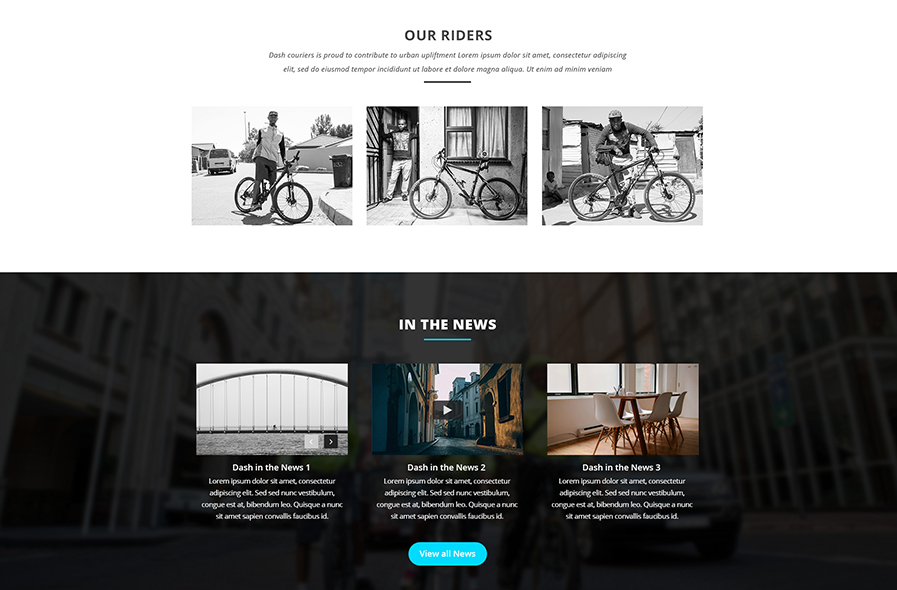 OUR RIDERS
Dash couriers is proud to contribute to urban upliftment Lorem ipsum dolor sit amet, consectetur adipiscing
elit, sed do eiusmod tempor incididunt ut labore et dolore magna aliqua. Ut enim ad minim veniam
IN THE NEWS
Dash in the News 1
Lorem ipsum dolor sit amet, consectetur
adipiscing elit. Sed sed nunc vestibulum,
congue est at, bibendum leo. Quisque a nunc
sit amet sapien convallis faucibus id.
Dash in the News 2
Lorem ipsum dolor sit amet, consectetur
adipiscing elit. Sed sed nunc vestibulum,
congue est at, bibendum leo. Quisque a nunc
sit amet sapien convallis faucibus id.
Dash in the News 3
Lorem ipsum dolor sit amet, consectetur
adipiscing elit. Sed sed nunc vestibulum,
congue est at, bibendum leo. Quisque a nunc
sit amet sapien convallis faucibus id.
View all News